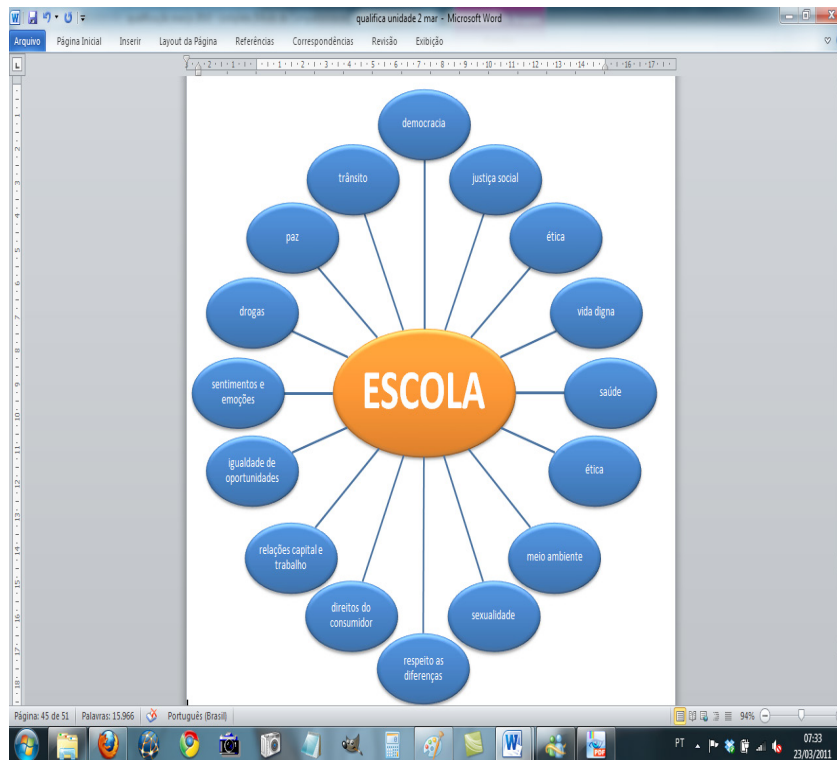 qualifica unidade 2 mar - Microsoft Word
Arquivo Página Inicial Inserir Layout da Página Referências Correspondências Revisão Exibição
democracia
trânsito
justiça social
paz
ética
drogas
vida digna
sentimentos e
emoções
ESCOLA
saúde
igualdade de
oportunidades
ética
relações capital e
trabalho
meio ambiente
direitos do
consumidor
sexualidade
respeito as
diferenças
Página: 45 de 51 Palavras: 15.966 Português (Brasil) 94%
PT 07:33
23/03/2011